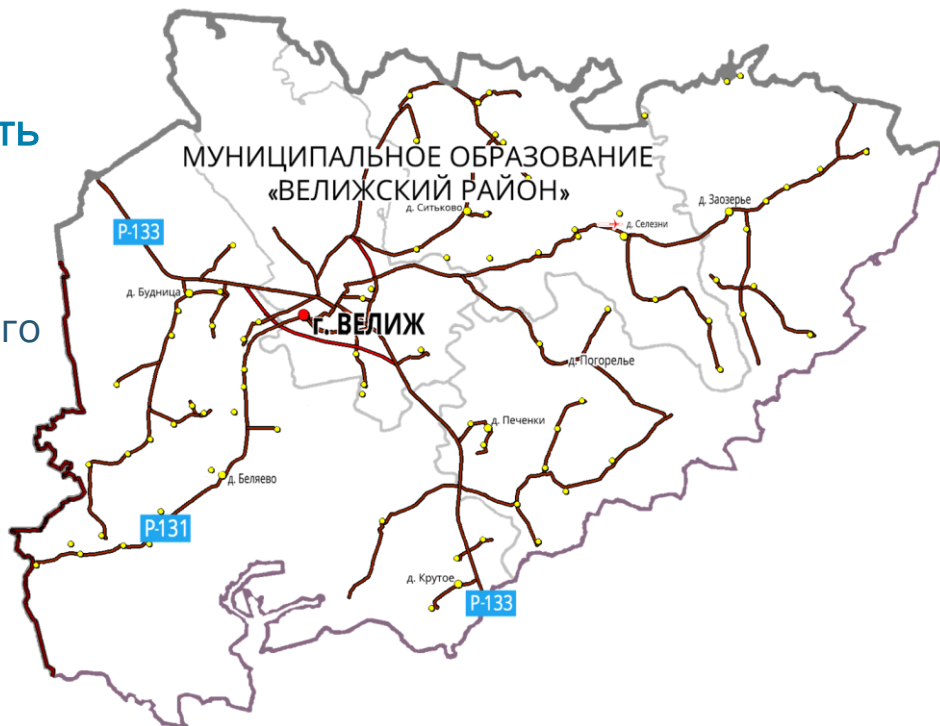 ТЬ
МУНИЦИПАЛЬНОЕ ОБРАЗОВАНИЕ
«ВЕЛИЖСКИЙ РАЙОН»
д. Ситьково
д. Заозерье
Р-133
д. Селезни
д. Будница
г. ВЕЛИЖ
ГО
д. Погорелье
д. Печенки
д. Беляево
Р-131
д. Крутое
Р-133